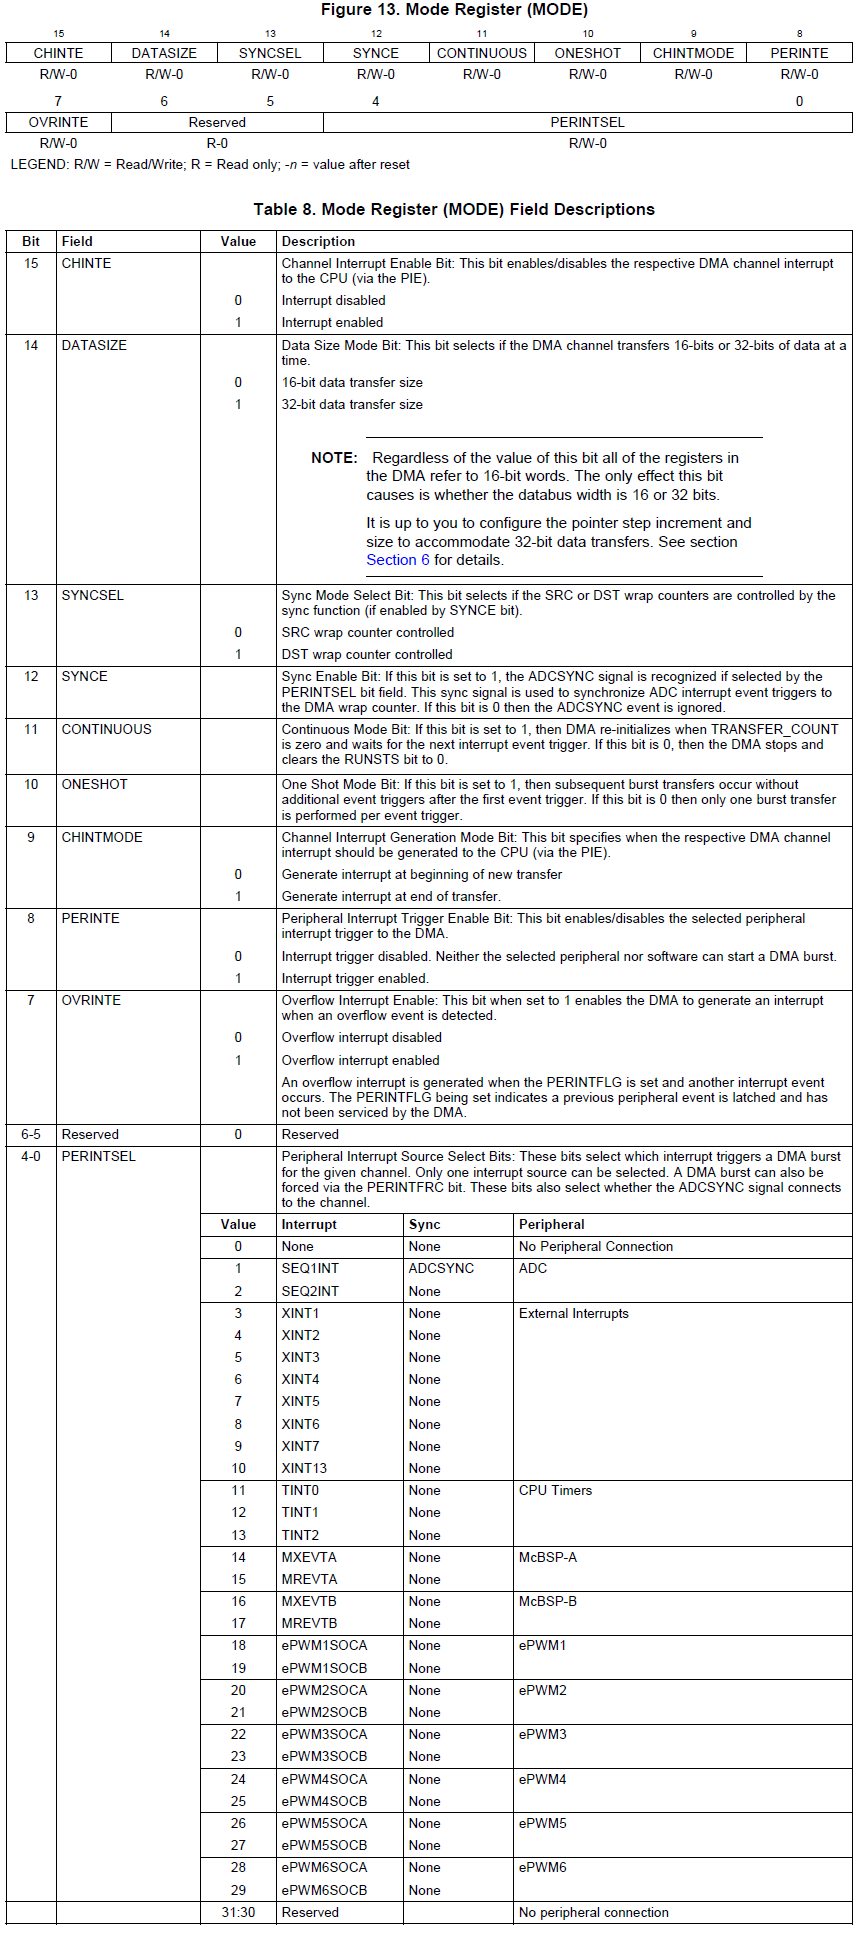 Figure 13. Mode Register (MODE)
15 14 13 12 11 10 9 8
CHINTE DATASIZE SYNCSEL SYNCE CONTINUOUS ONESHOT CHINTMODE PERINTE
R/W-0 R/W-0 R/W-0 R/W-0 R/W-0 R/W-0 R/W-0 R/W-0
7 6 5 4 0
OVRINTE Reserved PERINTSEL
R/W-0 R-0 R/W-0
LEGEND: R/W = Read/Write; R = Read only; -n = value after reset
Table 8. Mode Register (MODE) Field Descriptions
Bit Field Value Description
15 CHINTE Channel Interrupt Enable Bit: This bit enables/disables the respective DMA channel interrupt
to the CPU (via the PIE).
0 Interrupt disabled
1 Interrupt enabled
14 DATASIZE Data Size Mode Bit: This bit selects if the DMA channel transfers 16-bits or 32-bits of data at a
time.
0 16-bit data transfer size
1 32-bit data transfer size
NOTE: Regardless of the value of this bit all of the registers in
the DMA refer to 16-bit words. The only effect this bit
causes is whether the databus width is 16 or 32 bits.
It is up to you to configure the pointer step increment and
size to accommodate 32-bit data transfers. See section
Section 6 for details.
13 SYNCSEL Sync Mode Select Bit: This bit selects if the SRC or DST wrap counters are controlled by the
sync function (if enabled by SYNCE bit).
0 SRC wrap counter controlled
1 DST wrap counter controlled
12 SYNCE Sync Enable Bit: If this bit is set to 1, the ADCSYNC signal is recognized if selected by the
PERINTSEL bit field. This sync signal is used to synchronize ADC interrupt event triggers to
the DMA wrap counter. If this bit is 0 then the ADCSYNC event is ignored.
11 CONTINUOUS Continuous Mode Bit: If this bit is set to 1, then DMA re-initializes when TRANSFER_COUNT
is zero and waits for the next interrupt event trigger. If this bit is 0, then the DMA stops and
clears the RUNSTS bit to 0.
10 ONESHOT One Shot Mode Bit: If this bit is set to 1, then subsequent burst transfers occur without
additional event triggers after the first event trigger. If this bit is 0 then only one burst transfer
is performed per event trigger.
9 CHINTMODE Channel Interrupt Generation Mode Bit: This bit specifies when the respective DMA channel
interrupt should be generated to the CPU (via the PIE).
0 Generate interrupt at beginning of new transfer
1 Generate interrupt at end of transfer.
8 PERINTE Peripheral Interrupt Trigger Enable Bit: This bit enables/disables the selected peripheral
interrupt trigger to the DMA.
0 Interrupt trigger disabled. Neither the selected peripheral nor software can start a DMA burst.
1 Interrupt trigger enabled.
7 OVRINTE Overflow Interrupt Enable: This bit when set to 1 enables the DMA to generate an interrupt
when an overflow event is detected.
0 Overflow interrupt disabled
1 Overflow interrupt enabled
An overflow interrupt is generated when the PERINTFLG is set and another interrupt event
occurs. The PERINTFLG being set indicates a previous peripheral event is latched and has
not been serviced by the DMA.
6-5 Reserved 0 Reserved
4-0 PERINTSEL Peripheral Interrupt Source Select Bits: These bits select which interrupt triggers a DMA burst
for the given channel. Only one interrupt source can be selected. A DMA burst can also be
forced via the PERINTFRC bit. These bits also select whether the ADCSYNC signal connects
to the channel.
Value Interrupt Sync Peripheral
0 None None No Peripheral Connection
1 SEQ1INT ADCSYNC ADC
2 SEQ2INT None
3 XINT1 None External Interrupts
4 XINT2 None
5 XINT3 None
6 XINT4 None
7 XINT5 None
8 XINT6 None
9 XINT7 None
10 XINT13 None
11 TINT0 None CPU Timers
12 TINT1 None
13 TINT2 None
14 MXEVTA None McBSP-A
15 MREVTA None
16 MXEVTB None McBSP-B
17 MREVTB None
18 ePWM1SOCA None ePWM1
19 ePWM1SOCB None
20 ePWM2SOCA None ePWM2
21 ePWM2SOCB None
22 ePWM3SOCA None ePWM3
23 ePWM3SOCB None
24 ePWM4SOCA None ePWM4
25 ePWM4SOCB None
26 ePWM5SOCA None ePWM5
27 ePWM5SOCB None
28 ePWM6SOCA None ePWM6
29 ePWM6SOCB None
31:30 Reserved No peripheral connection